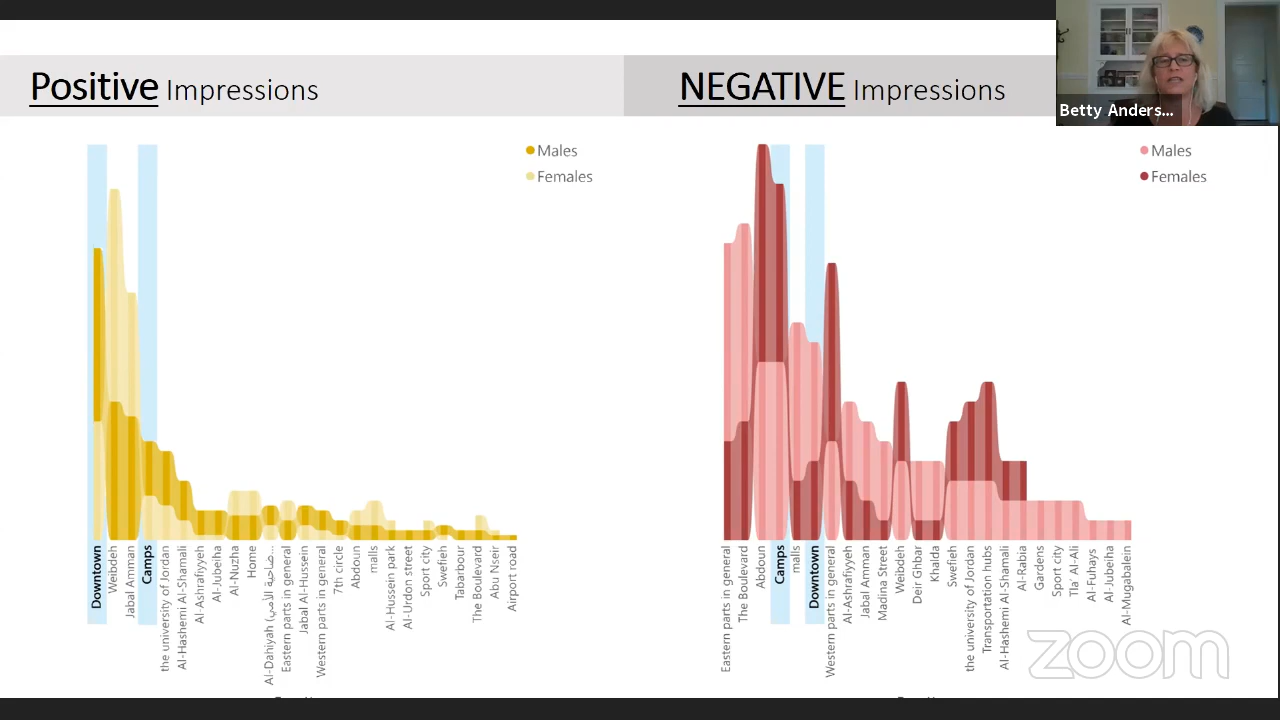 Positive Impressions
NEGATIVE Impressions
Betty Anders...
Males
Females
Males
Females
Downtown
Weibdeh
Jabal Amman
Camps
the university of Jordan
Al-Hashemi Al-Shamali
Al-Ashrafiyyeh
Al-Jubeiha
Al-Nuzha
Home
Al-Dahiyah (ضاحية الأمي...
Eastern parts in general
Jabal Al-Hussein
Western parts in general
7th circle
Abdoun
malls
Al-Hussein park
Al-Urdon street
Sport city
Swefieh
Tabarbour
The Boulevard
Abu Nseir
Airport road
Eastern parts in general
The Boulevard
Abdoun
Camps
malls
Downtown
Western parts in general
Al-Ashrafiyyeh
Jabal Amman
Madina Street
Weibdeh
Deir Ghbar
Khalda
Swefieh
the university of Jordan
Transportation hubs
Al-Hashemi Al-Shamali
Al-Rabia
Gardens
Sport city
Tla' Al-Ali
Al-Fuhays
Al-Jubeiha
Al-Mugabalein
zoom